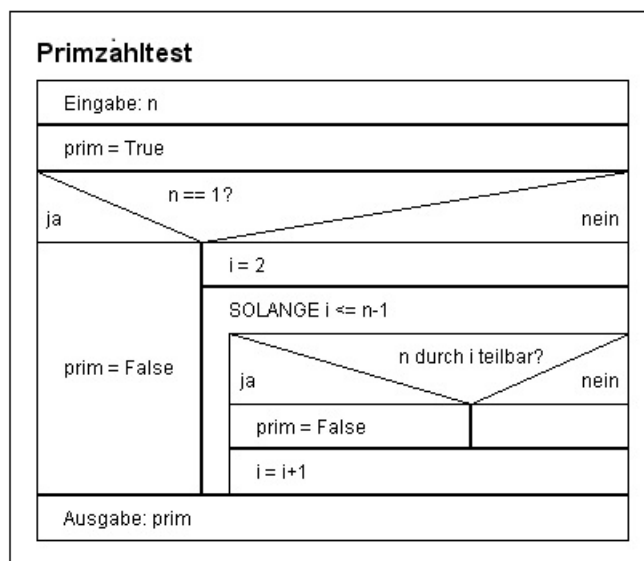 Primzahltest
Eingabe: n
prim = True
n == 1?
ja
nein
prim = False
i = 2
SOLANGE i <= n-1
n durch i teilbar?
ja
nein
prim = False
i = i+1
Ausgabe: prim